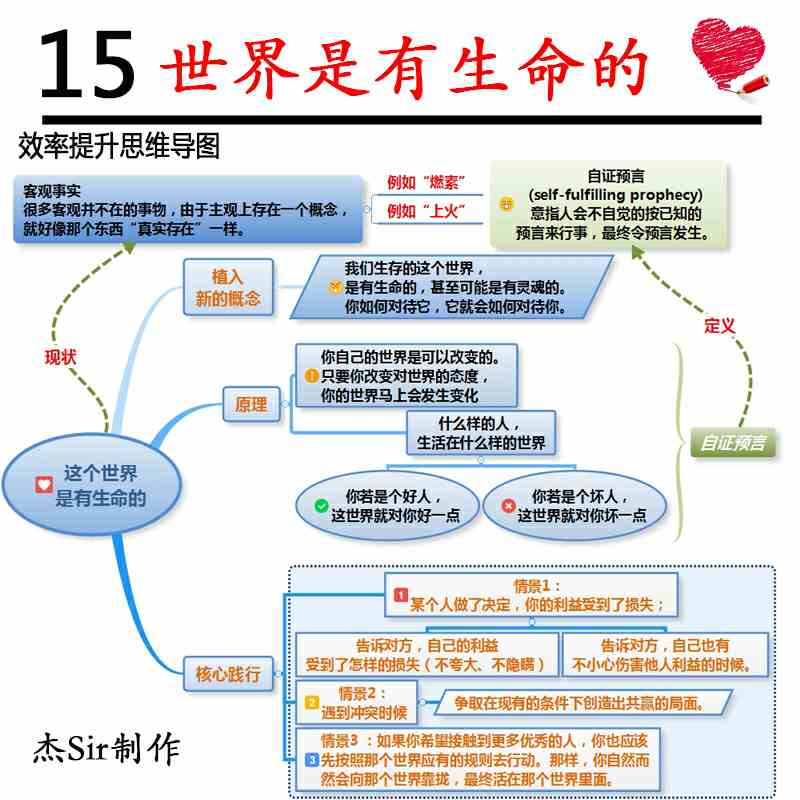 15 世界是有生命的
效率提升思维导图
客观事实
很多客观并不在的事物，由于主观上存在一个概念，
就好像那个东西“真实存在”一样。
例如“燃素”
例如“上火”
自证预言
(self-fulfilling prophecy)
意指人会不自觉的按已知的
预言来行事，最终令预言发生。
植入
新的概念
我们生存的这个世界，
是有生命的，甚至可能是有灵魂的。
你如何对待它，它就会如何对待你。
现状
定义
原理
你自己的世界是可以改变的。
只要你改变对世界的态度，
你的世界马上会发生变化
什么样的人，
生活在什么样的世界
自证预言
这个世界
是有生命的
你若是个好人，
这世界就对你好一点
你若是个坏人，
这世界就对你坏一点
核心践行
1
情景1：
某个人做了决定，你的利益受到了损失；
告诉对方，自己的利益
受到了怎样的损失（不夸大、不隐瞒）
告诉对方，自己也有
不小心伤害他人利益的时候。
2
情景2：
遇到冲突时候
争取在现有的条件下创造出共赢的局面。
3
情景3 ：如果你希望接触到更多优秀的人，你也应该
先按照那个世界应有的规则去行动。那样，你自然而
然会向那个世界靠拢，最终活在那个世界里面。
杰Sir制作